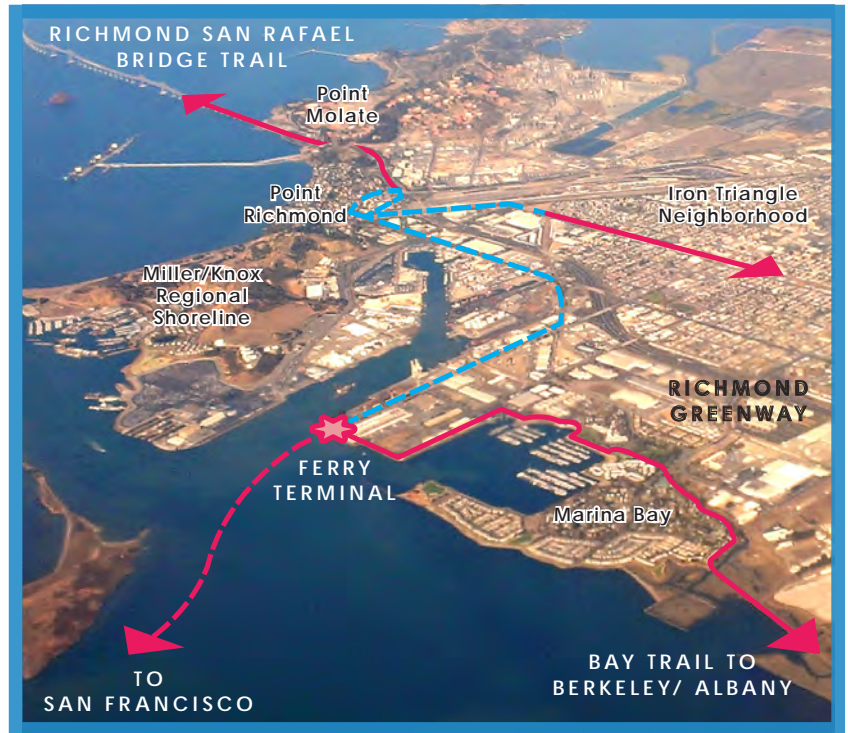 RICHMOND SAN RAFAEL
BRIDGE TRAIL
Point
Molate
Point
Richmond
Iron Triangle
Neighborhood
Miller/Knox
Regional
Shoreline
RICHMOND
GREENWAY
FERRY
TERMINAL
Marina Bay
TO
SAN FRANCISCO
BAY TRAIL TO
BERKELEY/ ALBANY